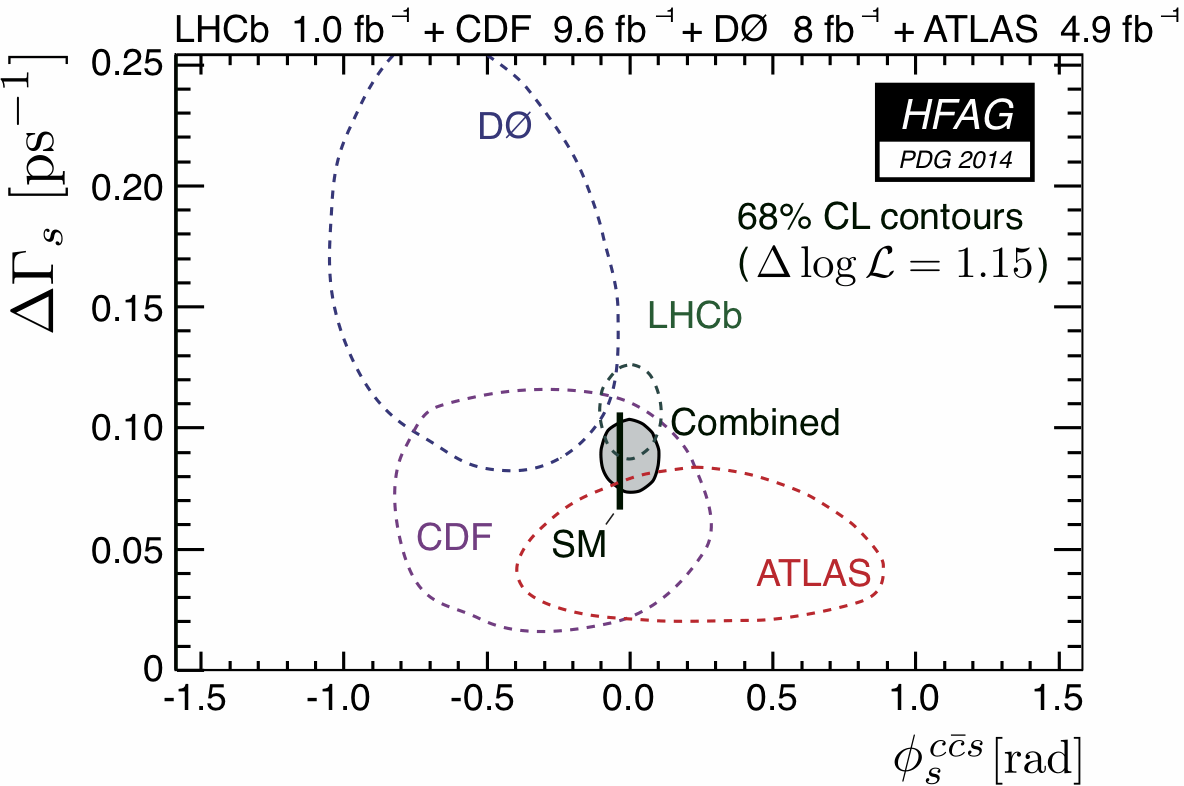 LHCb 1.0 fb⁻¹ + CDF 9.6 fb⁻¹ + DØ 8 fb⁻¹ + ATLAS 4.9 fb⁻¹
ΔΓs [ps⁻¹]
0.25
0.20
0.15
0.10
0.05
0
DØ
HFAG
PDG 2014
68% CL contours
(Δ log ℒ = 1.15)
LHCb
Combined
CDF
SM
ATLAS
-1.5 -1.0 -0.5 0.0 0.5 1.0 1.5
ϕs^cc̄s [rad]